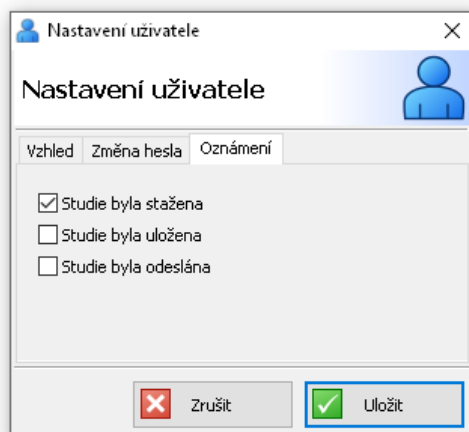 Nastavení uživatele
Nastavení uživatele
Vzhled Změna hesla Oznámení
Studie byla stažena
Studie byla uložena
Studie byla odeslána
Zrušit Uložit